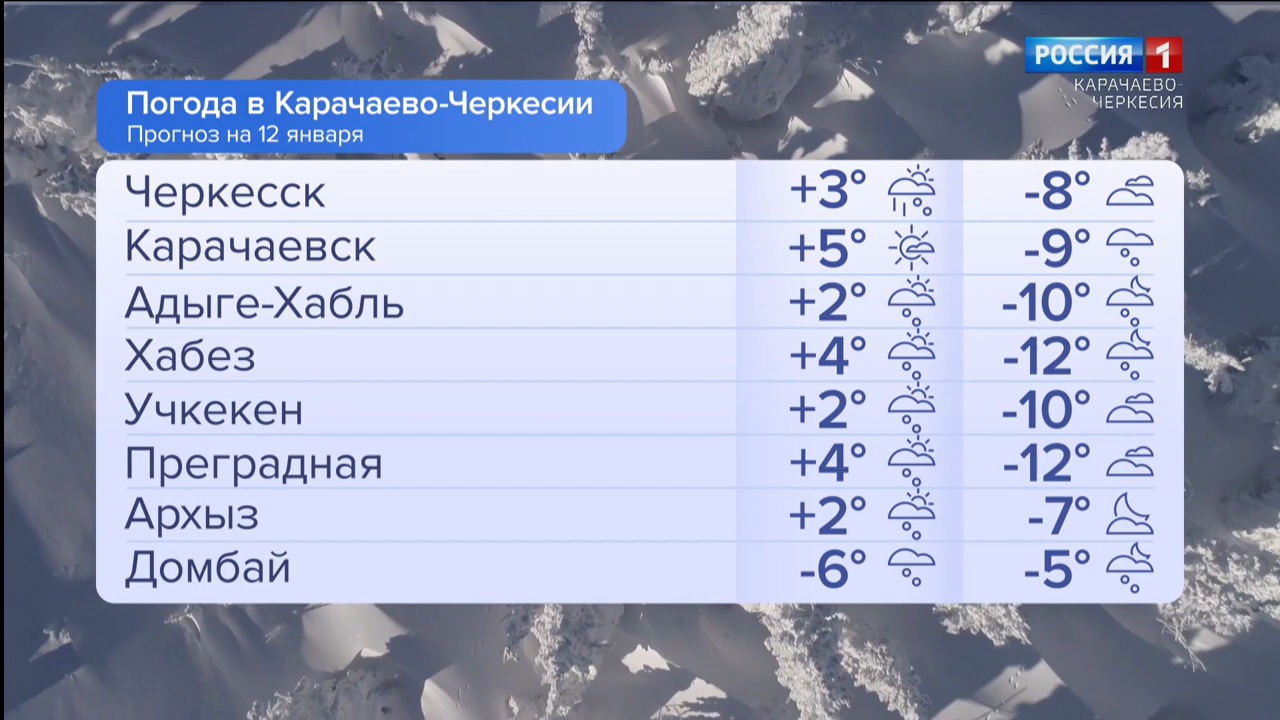 РОССИЯ 1
КАРАЧАЕВО-
ЧЕРКЕСИЯ
Погода в Карачаево-Черкесии
Прогноз на 12 января
Черкесск +3° -8°
Карачаевск +5° -9°
Адыге-Хабль +2° -10°
Хабез +4° -12°
Учкекен +2° -10°
Преградная +4° -12°
Архыз +2° -7°
Домбай -6° -5°